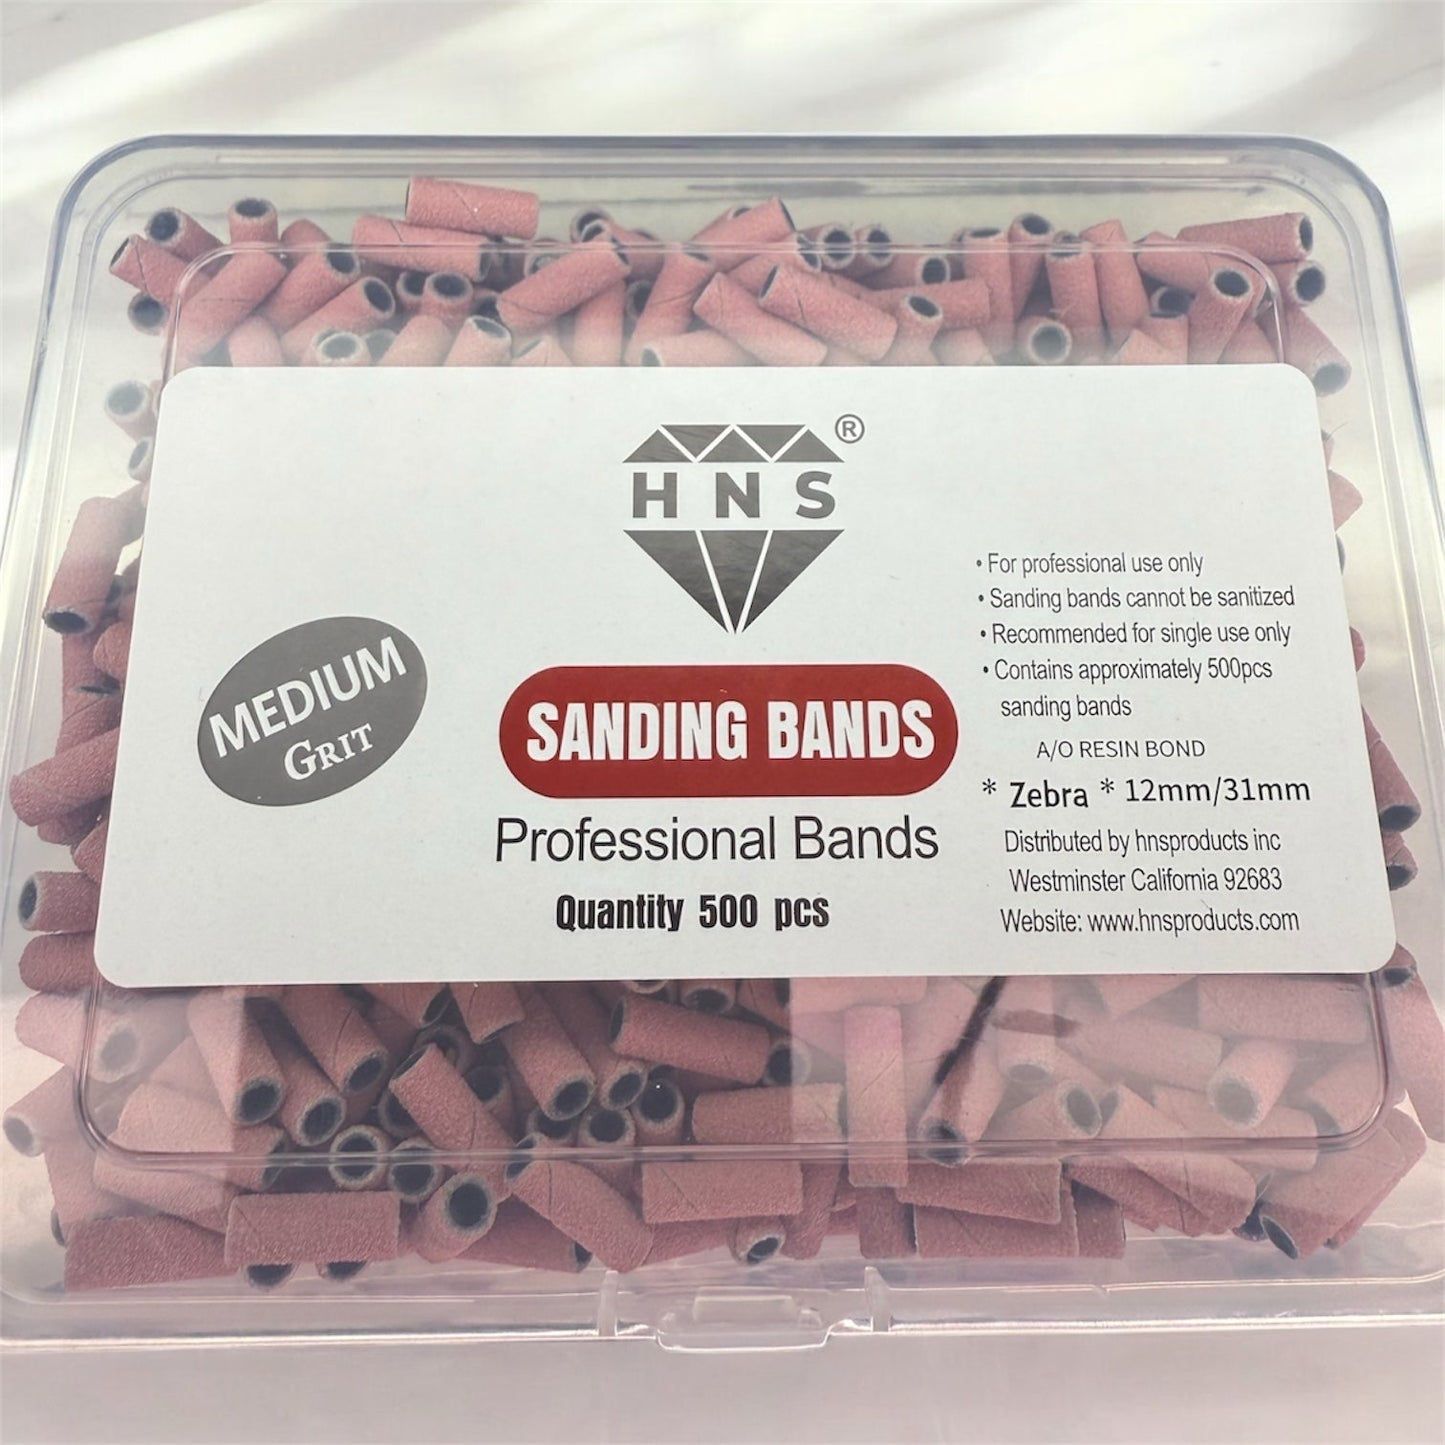 ®
HNS
MEDIUM
GRIT
SANDING BANDS
Professional Bands
Quantity 500 pcs
• For professional use only
• Sanding bands cannot be sanitized
• Recommended for single use only
• Contains approximately 500pcs
sanding bands
A/O RESIN BOND
* Zebra * 12mm/31mm
Distributed by hnsproducts inc
Westminster California 92683
Website: www.hnsproducts.com